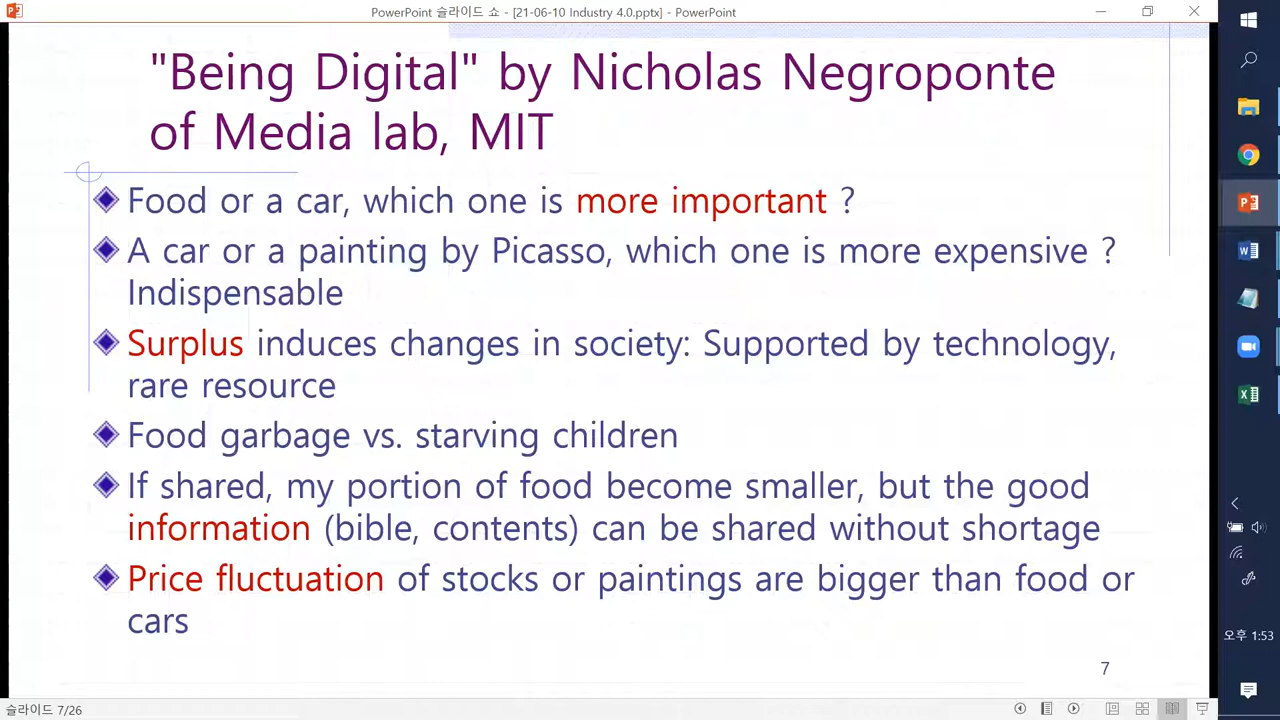 PowerPoint 슬라이드 쇼 - [21-06-10 Industry 4.0.pptx] - PowerPoint
"Being Digital" by Nicholas Negroponte
of Media lab, MIT
Food or a car, which one is more important ?
A car or a painting by Picasso, which one is more expensive ?
Indispensable
Surplus induces changes in society: Supported by technology,
rare resource
Food garbage vs. starving children
If shared, my portion of food become smaller, but the good
information (bible, contents) can be shared without shortage
Price fluctuation of stocks or paintings are bigger than food or
cars
7
오후 1:53
슬라이드 7/26